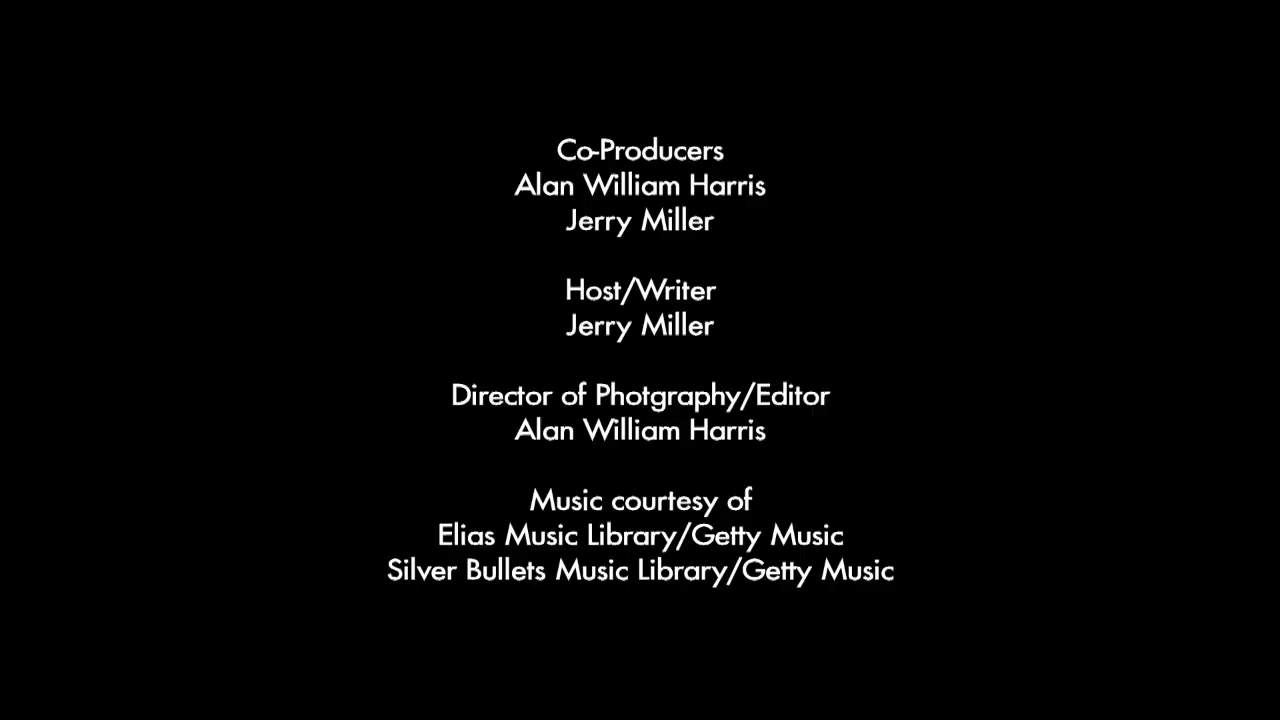 Co-Producers
Alan William Harris
Jerry Miller
Host/Writer
Jerry Miller
Director of Photgraphy/Editor
Alan William Harris
Music courtesy of
Elias Music Library/Getty Music
Silver Bullets Music Library/Getty Music